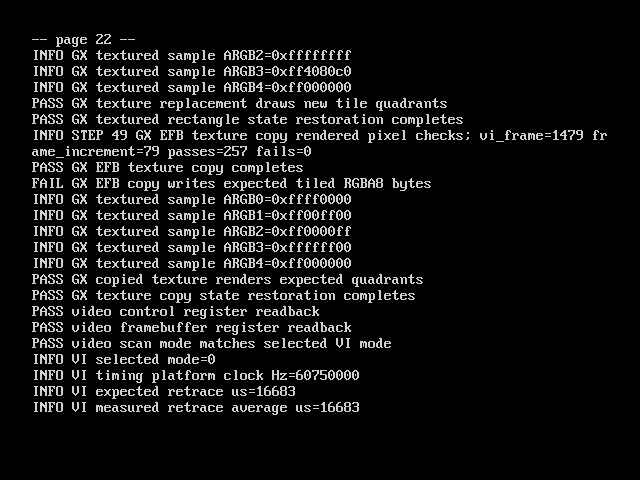 -- page 22 --
INFO GX textured sample ARGB2=0xffffffff
INFO GX textured sample ARGB3=0xff4080c0
INFO GX textured sample ARGB4=0xff000000
PASS GX texture replacement draws new tile quadrants
PASS GX textured rectangle state restoration completes
INFO STEP 49 GX EFB texture copy rendered pixel checks; vi_frame=1479 fr
ame_increment=79 passes=257 fails=0
PASS GX EFB texture copy completes
FAIL GX EFB copy writes expected tiled RGBA8 bytes
INFO GX textured sample ARGB0=0xffff0000
INFO GX textured sample ARGB1=0xff00ff00
INFO GX textured sample ARGB2=0xff0000ff
INFO GX textured sample ARGB3=0xffffff00
INFO GX textured sample ARGB4=0xff000000
PASS GX copied texture renders expected quadrants
PASS GX texture copy state restoration completes
PASS video control register readback
PASS video framebuffer register readback
PASS video scan mode matches selected VI mode
INFO VI selected mode=0
INFO VI timing platform clock Hz=60750000
INFO VI expected retrace us=16683
INFO VI measured retrace average us=16683